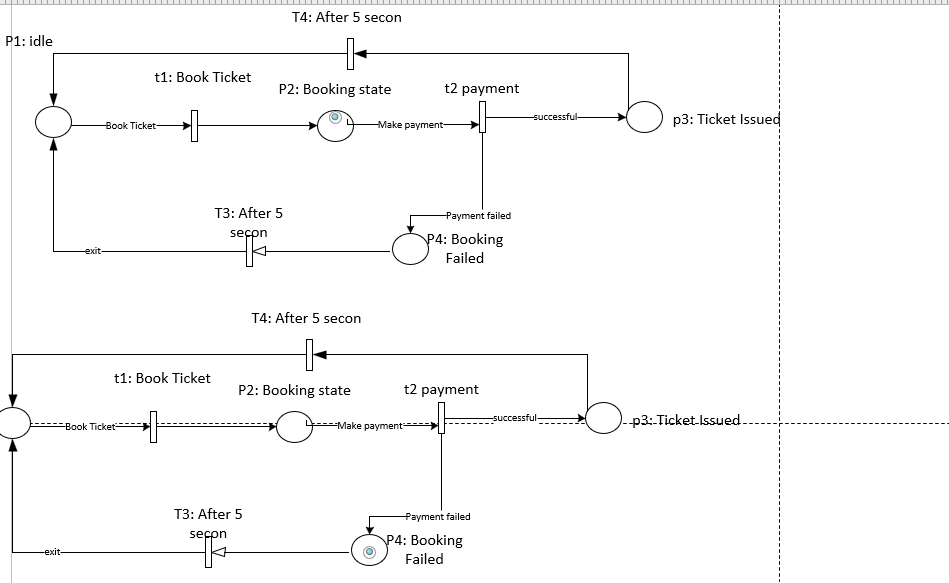 T4: After 5 secon
P1: idle
t1: Book Ticket
P2: Booking state
t2 payment
Book Ticket
Make payment
successful
p3: Ticket Issued
T3: After 5
secon
Payment failed
P4: Booking
Failed
exit
T4: After 5 secon
t1: Book Ticket
P2: Booking state
t2 payment
Book Ticket
Make payment
successful
p3: Ticket Issued
T3: After 5
secon
Payment failed
P4: Booking
Failed
exit